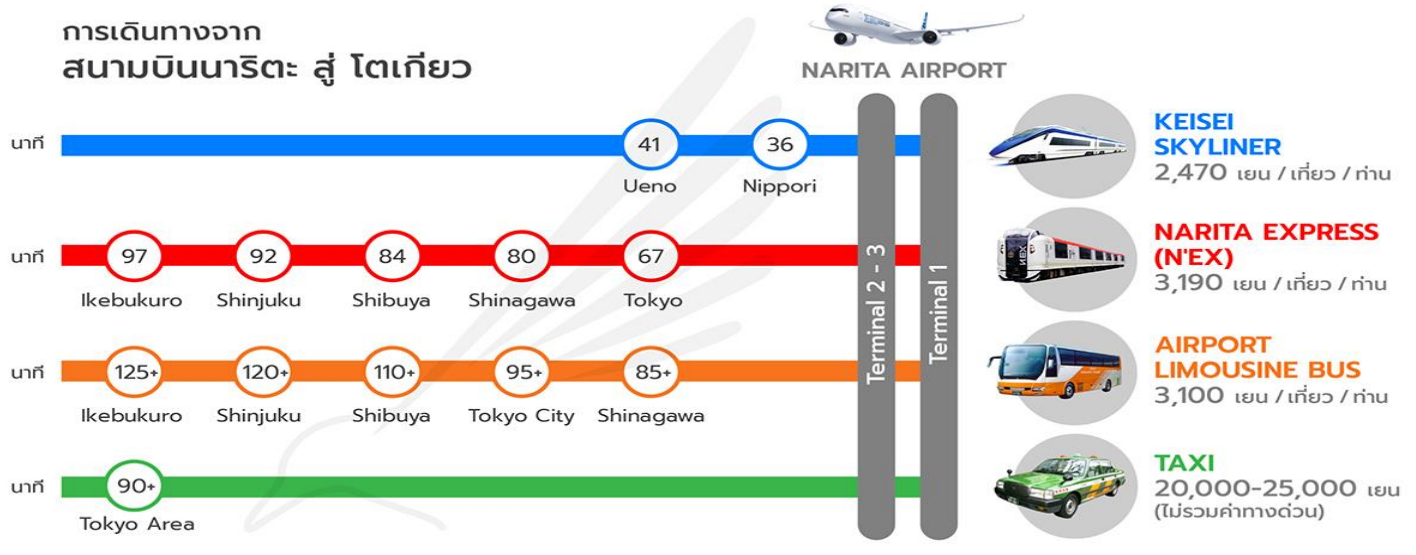 การเดินทางจาก
สนามบินนาริตะ สู่ โตเกียว
NARITA AIRPORT
นาที
41
36
Ueno
Nippori
KEISEI
SKYLINER
2,470 เยน / เที่ยว / ท่าน
นาที
97
92
84
80
67
Ikebukuro
Shinjuku
Shibuya
Shinagawa
Tokyo
NARITA EXPRESS
(N'EX)
3,190 เยน / เที่ยว / ท่าน
นาที
125+
120+
110+
95+
85+
Ikebukuro
Shinjuku
Shibuya
Tokyo City
Shinagawa
AIRPORT
LIMOUSINE BUS
3,100 เยน / เที่ยว / ท่าน
นาที
90+
Tokyo Area
TAXI
20,000-25,000 เยน
(ไม่รวมค่าทางด่วน)
Terminal 2 - 3
Terminal 1
NEX